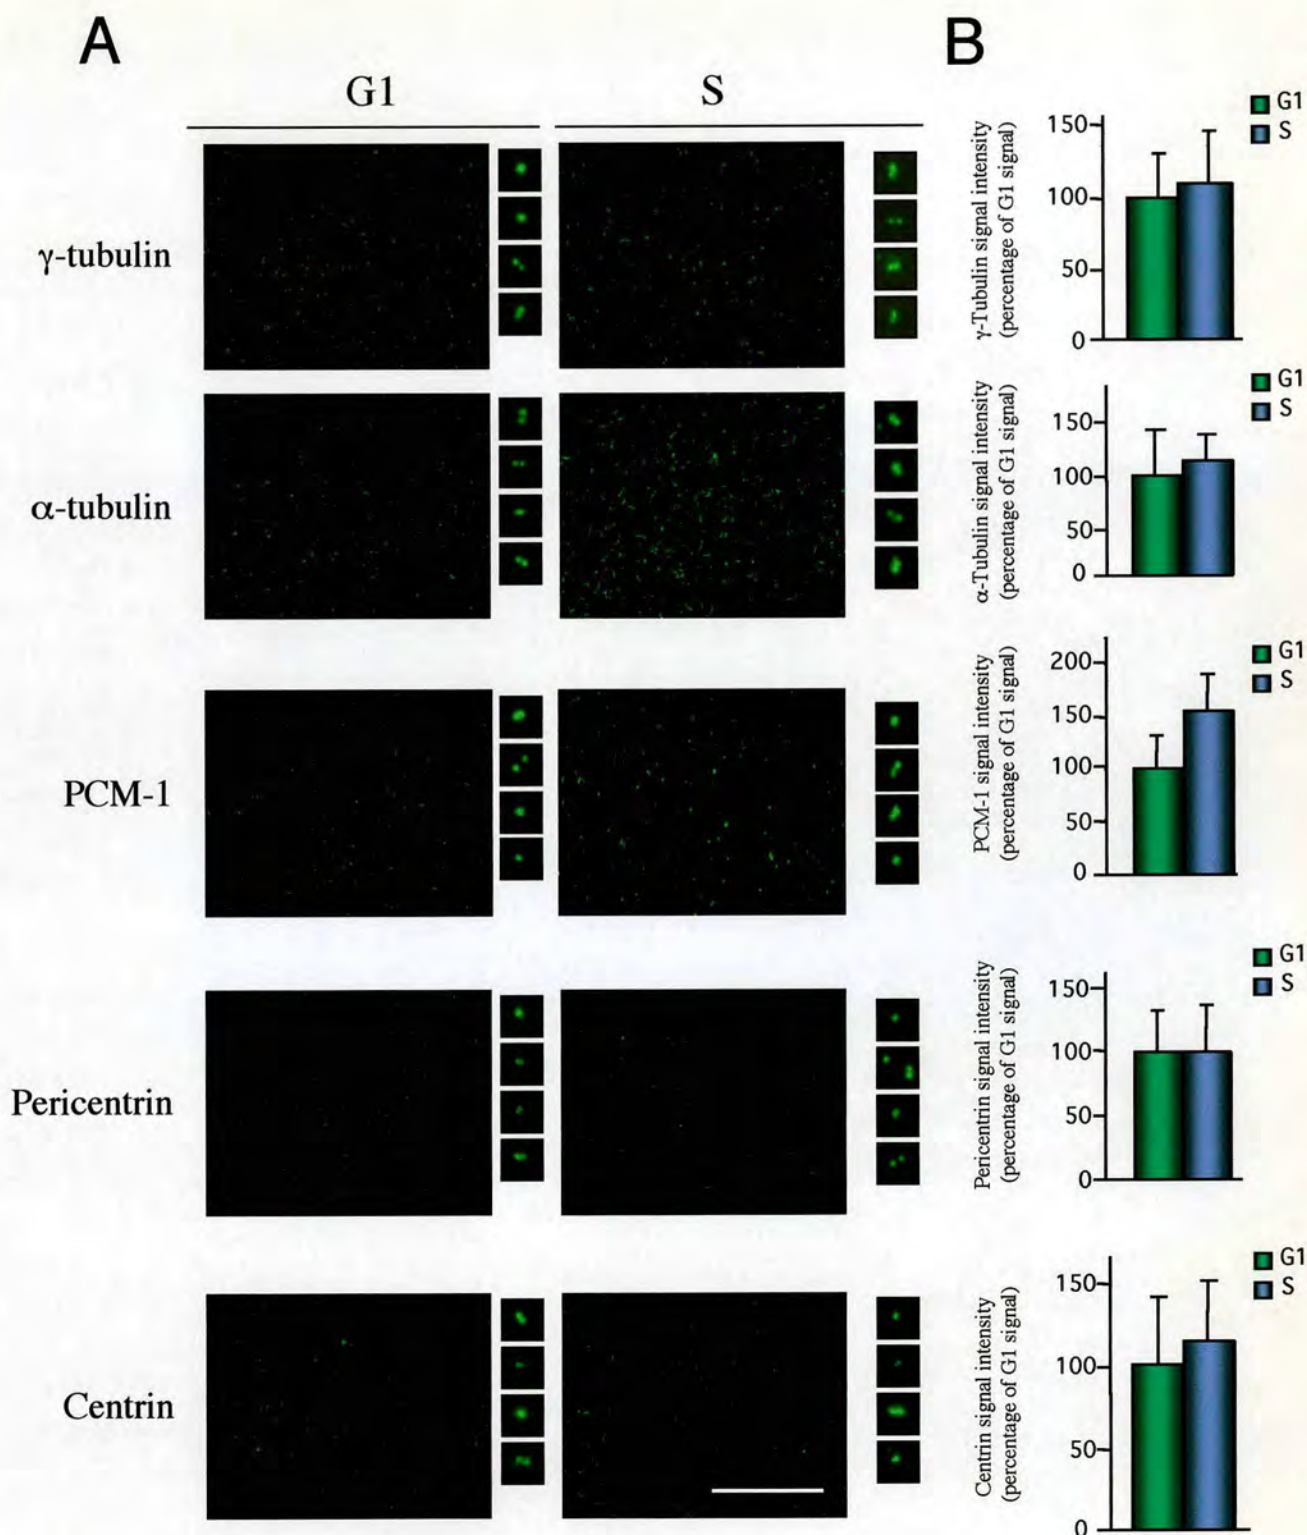 A
B
G1
S
γ-tubulin
α-tubulin
PCM-1
Pericentrin
Centrin
γ-Tubulin signal intensity
(percentage of G1 signal)
150
100
50
0
G1
S
α-Tubulin signal intensity
(percentage of G1 signal)
150
100
50
0
G1
S
PCM-1 signal intensity
(percentage of G1 signal)
200
150
100
50
0
G1
S
Pericentrin signal intensity
(percentage of G1 signal)
150
100
50
0
G1
S
Centrin signal intensity
(percentage of G1 signal)
150
100
50
0
G1
S